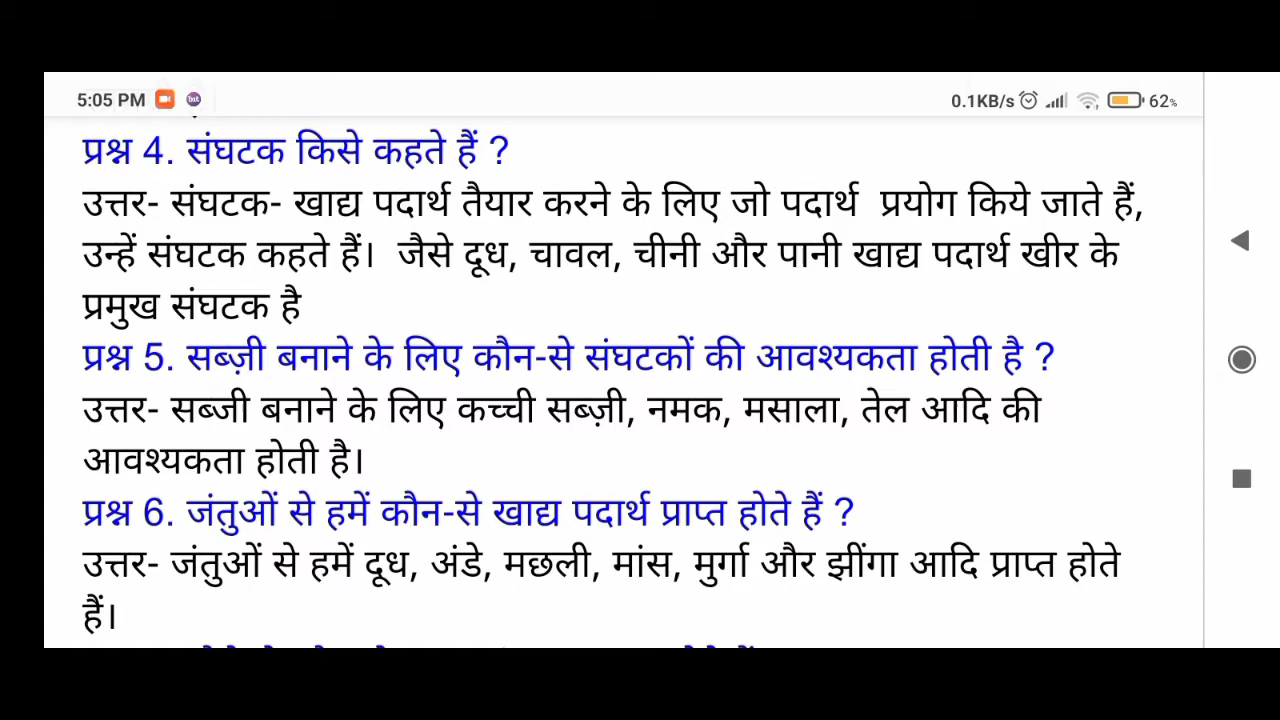 5:05 PM 0.1KB/s 62%
प्रश्न 4. संघटक किसे कहते हैं ?
उत्तर- संघटक- खाद्य पदार्थ तैयार करने के लिए जो पदार्थ प्रयोग किये जाते हैं,
उन्हें संघटक कहते हैं। जैसे दूध, चावल, चीनी और पानी खाद्य पदार्थ खीर के
प्रमुख संघटक है
प्रश्न 5. सब्ज़ी बनाने के लिए कौन-से संघटकों की आवश्यकता होती है ?
उत्तर- सब्जी बनाने के लिए कच्ची सब्ज़ी, नमक, मसाला, तेल आदि की
आवश्यकता होती है।
प्रश्न 6. जंतुओं से हमें कौन-से खाद्य पदार्थ प्राप्त होते हैं ?
उत्तर- जंतुओं से हमें दूध, अंडे, मछली, मांस, मुर्गा और झींगा आदि प्राप्त होते
हैं।